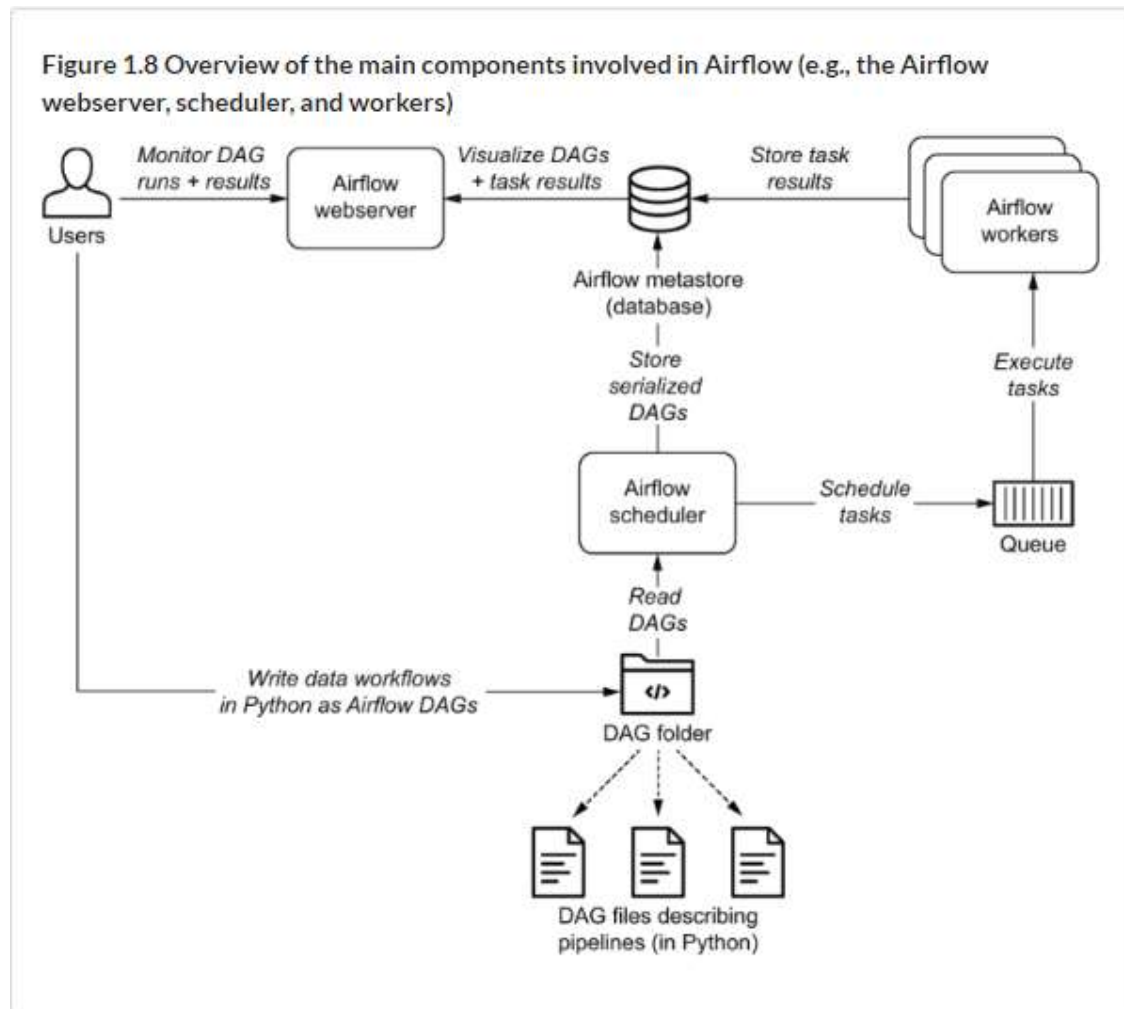 Figure 1.8 Overview of the main components involved in Airflow (e.g., the Airflow
webserver, scheduler, and workers)
Monitor DAG
runs + results
Visualize DAGs
+ task results
Store task
results
Users
Airflow
webserver
Airflow
workers
Airflow metastore
(database)
Store
serialized
DAGs
Execute
tasks
Airflow
scheduler
Schedule
tasks
Queue
Read
DAGs
Write data workflows
in Python as Airflow DAGs
</>
DAG folder
DAG files describing
pipelines (in Python)